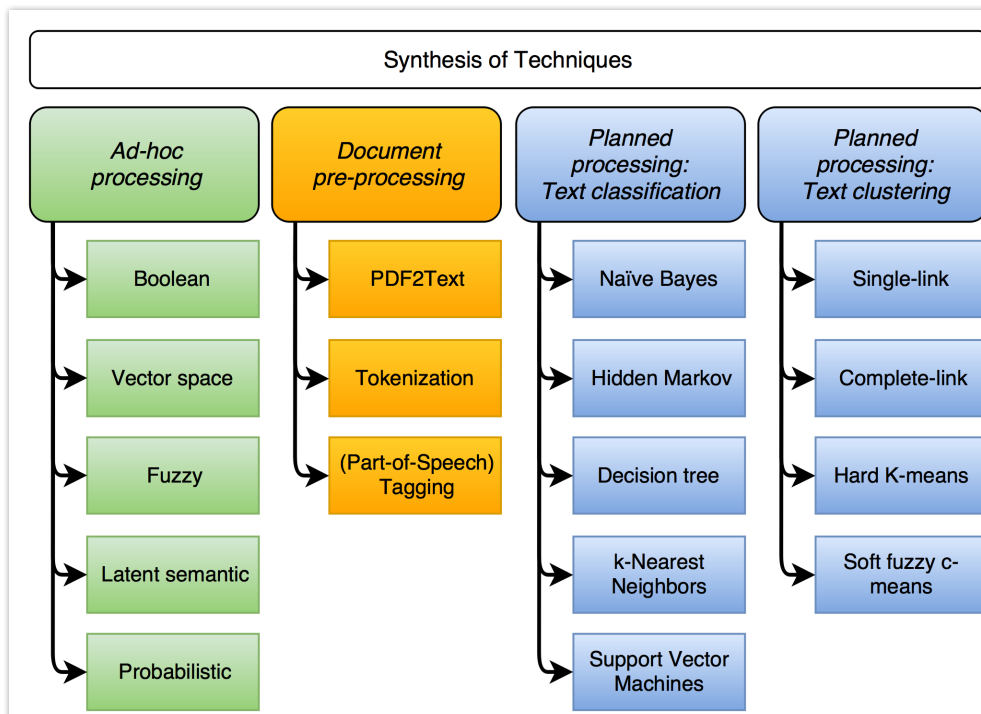 Synthesis of Techniques
Ad-hoc
processing
Boolean
Vector space
Fuzzy
Latent semantic
Probabilistic
Document
pre-processing
PDF2Text
Tokenization
(Part-of-Speech)
Tagging
Planned
processing:
Text classification
Naïve Bayes
Hidden Markov
Decision tree
k-Nearest
Neighbors
Support Vector
Machines
Planned
processing:
Text clustering
Single-link
Complete-link
Hard K-means
Soft fuzzy c-
means